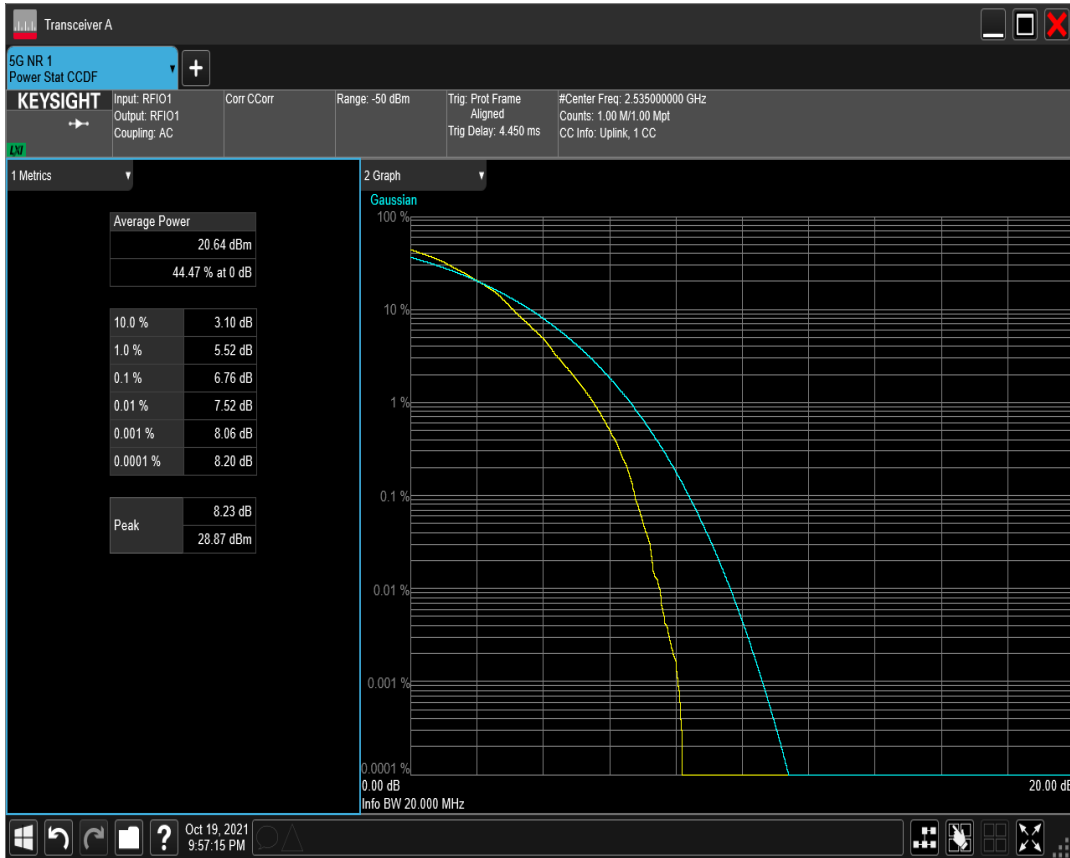 Transceiver A
5G NR 1
Power Stat CCDF
+
KEYSIGHT
LXI
Input: RFIO1
Output: RFIO1
Coupling: AC
Corr CCorr
Range: -50 dBm
Trig: Prot Frame
Aligned
Trig Delay: 4.450 ms
#Center Freq: 2.535000000 GHz
Counts: 1.00 M/1.00 Mpt
CC Info: Uplink, 1 CC
1 Metrics
Average Power
20.64 dBm
44.47 % at 0 dB
10.0 % 3.10 dB
1.0 % 5.52 dB
0.1 % 6.76 dB
0.01 % 7.52 dB
0.001 % 8.06 dB
0.0001 % 8.20 dB
Peak
8.23 dB
28.87 dBm
2 Graph
Gaussian
100 %
10 %
1 %
0.1 %
0.01 %
0.001 %
0.0001 %
0.00 dB 20.00 dB
Info BW 20.000 MHz
?
Oct 19, 2021
9:57:15 PM